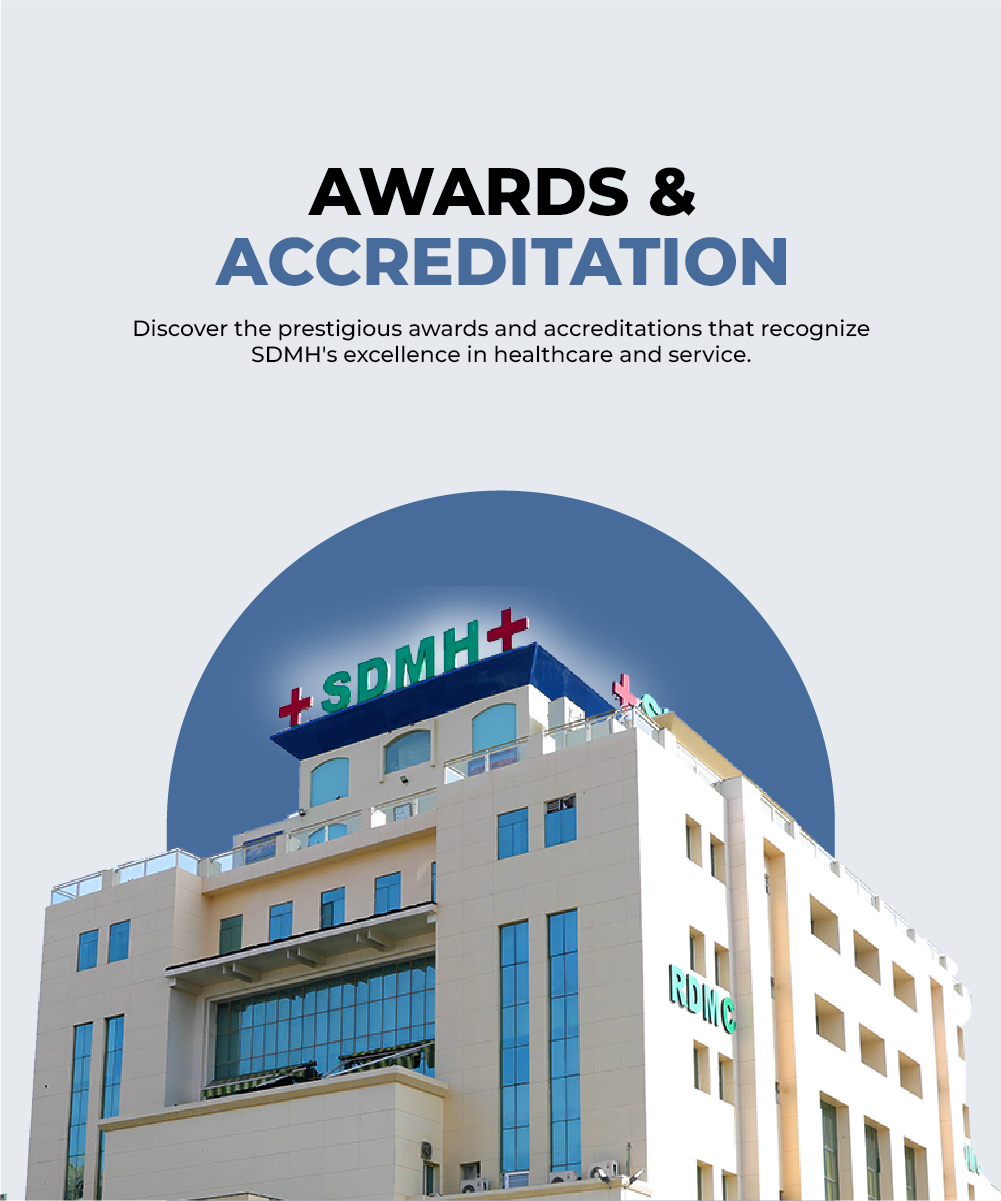 AWARDS &
ACCREDITATION
Discover the prestigious awards and accreditations that recognize
SDMH's excellence in healthcare and service.
SDMH
RDMC